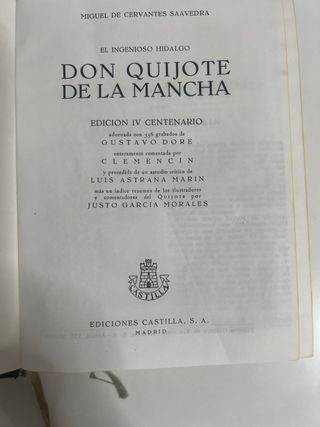 MIGUEL DE CERVANTES SAAVEDRA
EL INGENIOSO HIDALGO
DON QUIJOTE
DE LA MANCHA
EDICION IV CENTENARIO
adornada con 356 grabados de
GUSTAVO DORE
enteramente comentada por
CLEMENCIN
y precedida de un estudio crítico de
LUIS ASTRANA MARIN
más un índice resumen de los ilustradores
y comentadores del Quijote por
JUSTO GARCIA MORALES
CASTILLA
EDICIONES CASTILLA, S. A.
MADRID